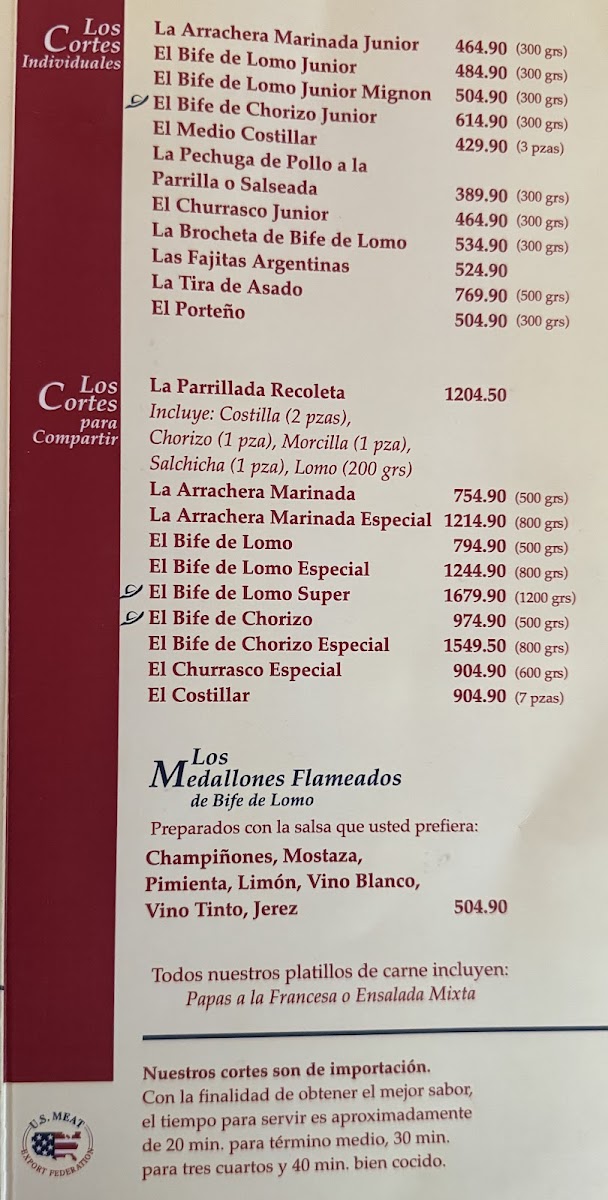 Los
Cortes
Individuales
La Arrachera Marinada Junior 464.90 (300 grs)
El Bife de Lomo Junior 484.90 (300 grs)
El Bife de Lomo Junior Mignon 504.90 (300 grs)
El Bife de Chorizo Junior 614.90 (300 grs)
El Medio Costillar 429.90 (3 pzas)
La Pechuga de Pollo a la
Parrilla o Salseada 389.90 (300 grs)
El Churrasco Junior 464.90 (300 grs)
La Brocheta de Bife de Lomo 534.90 (300 grs)
Las Fajitas Argentinas 524.90
La Tira de Asado 769.90 (500 grs)
El Porteño 504.90 (300 grs)
Los
Cortes
para
Compartir
La Parrillada Recoleta 1204.50
Incluye: Costilla (2 pzas),
Chorizo (1 pza), Morcilla (1 pza),
Salchicha (1 pza), Lomo (200 grs)
La Arrachera Marinada 754.90 (500 grs)
La Arrachera Marinada Especial 1214.90 (800 grs)
El Bife de Lomo 794.90 (500 grs)
El Bife de Lomo Especial 1244.90 (800 grs)
El Bife de Lomo Super 1679.90 (1200 grs)
El Bife de Chorizo 974.90 (500 grs)
El Bife de Chorizo Especial 1549.50 (800 grs)
El Churrasco Especial 904.90 (600 grs)
El Costillar 904.90 (7 pzas)
Los
Medallones Flameados
de Bife de Lomo
Preparados con la salsa que usted prefiera:
Champiñones, Mostaza,
Pimienta, Limón, Vino Blanco,
Vino Tinto, Jerez 504.90
Todos nuestros platillos de carne incluyen:
Papas a la Francesa o Ensalada Mixta
Nuestros cortes son de importación.
Con la finalidad de obtener el mejor sabor,
el tiempo para servir es aproximadamente
de 20 min. para término medio, 30 min.
para tres cuartos y 40 min. bien cocido.
U.S. MEAT
EXPORT FEDERATION